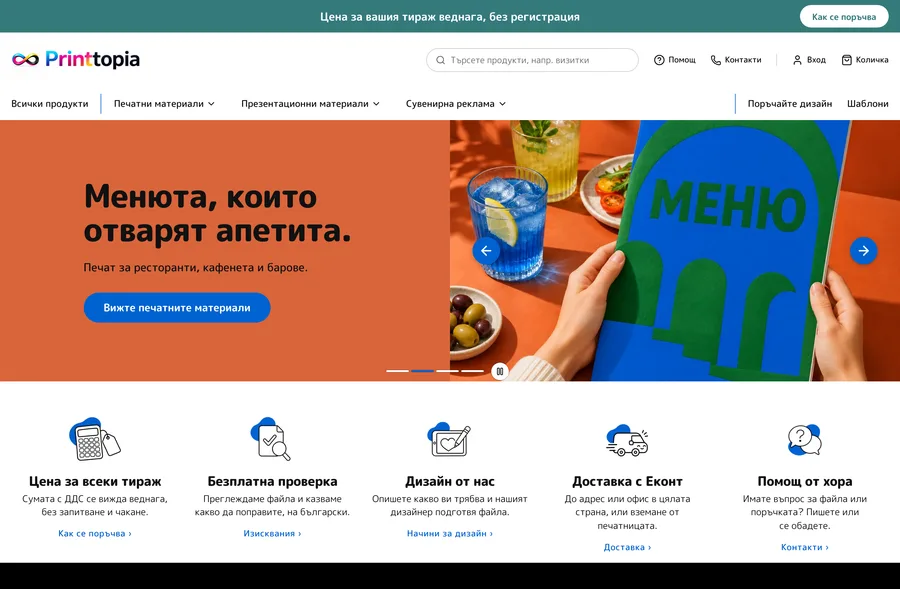 Цена за вашия тираж веднага, без регистрация
Как се поръчва
Printtopia
Търсете продукти, напр. визитки
Помощ
Контакти
Вход
Количка
Всички продукти
Печатни материали
Презентационни материали
Сувенирна реклама
Поръчайте дизайн
Шаблони
Менюта, които
отварят апетита.
Печат за ресторанти, кафенета и барове.
Вижте печатните материали
МЕНЮ
Цена за всеки тираж
Сумата с ДДС се вижда веднага,
без запитване и чакане.
Как се поръчва ›
Безплатна проверка
Преглеждаме файла и казваме
какво да поправите, на български.
Изисквания ›
Дизайн от нас
Опишете какво ви трябва и нашият
дизайнер подготвя файла.
Начини за дизайн ›
Доставка с Еконт
До адрес или офис в цялата
страна, или вземане от
печатницата.
Доставка ›
Помощ от хора
Имате въпрос за файла или
поръчката? Пишете или
се обадете.
Контакти ›